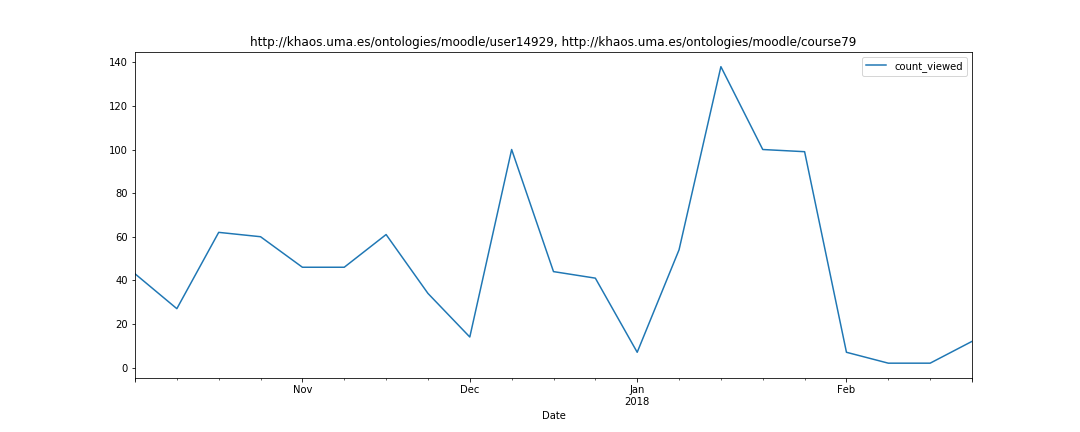 http://khaos.uma.es/ontologies/moodle/user14929, http://khaos.uma.es/ontologies/moodle/course79
count_viewed
140
120
100
80
60
40
20
0
Nov Dec Jan Feb
2018
Date